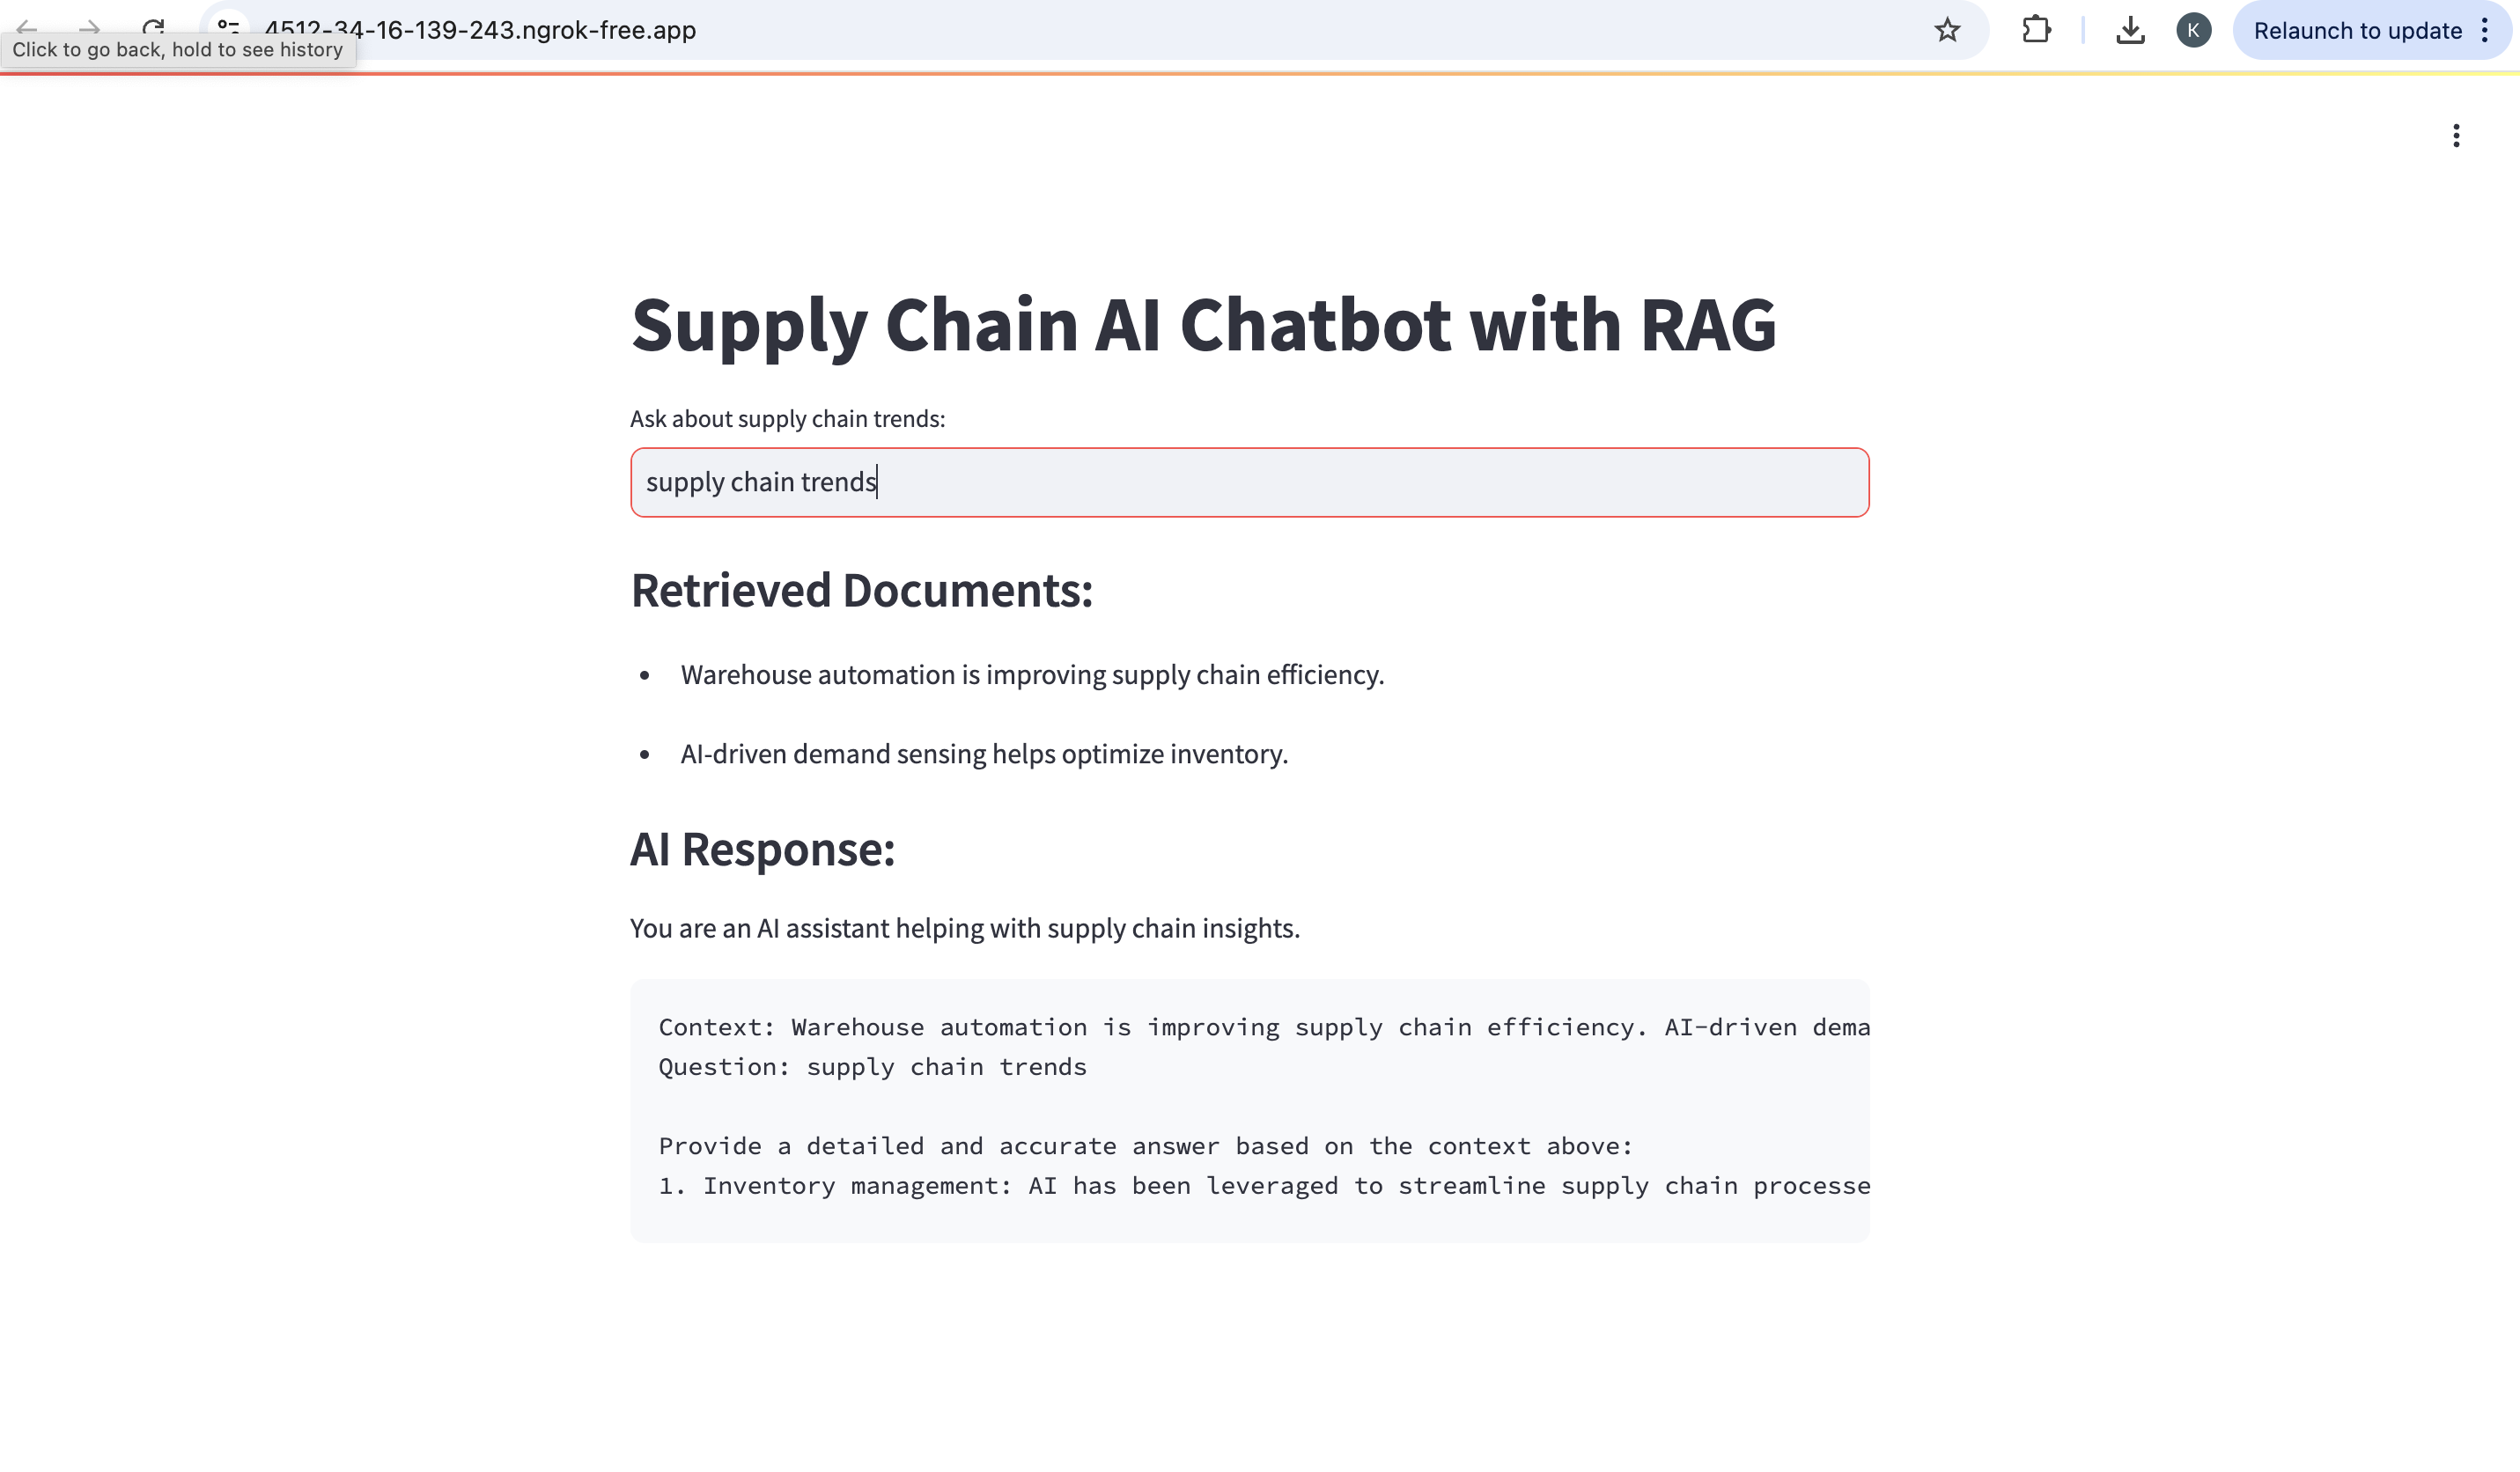 4512-34-16-139-243.ngrok-free.app
K
Relaunch to update
Click to go back, hold to see history
Supply Chain AI Chatbot with RAG
Ask about supply chain trends:
supply chain trends
Retrieved Documents:
• Warehouse automation is improving supply chain efficiency.
• AI-driven demand sensing helps optimize inventory.
AI Response:
You are an AI assistant helping with supply chain insights.
Context: Warehouse automation is improving supply chain efficiency. AI-driven dema
Question: supply chain trends
Provide a detailed and accurate answer based on the context above:
1. Inventory management: AI has been leveraged to streamline supply chain processe